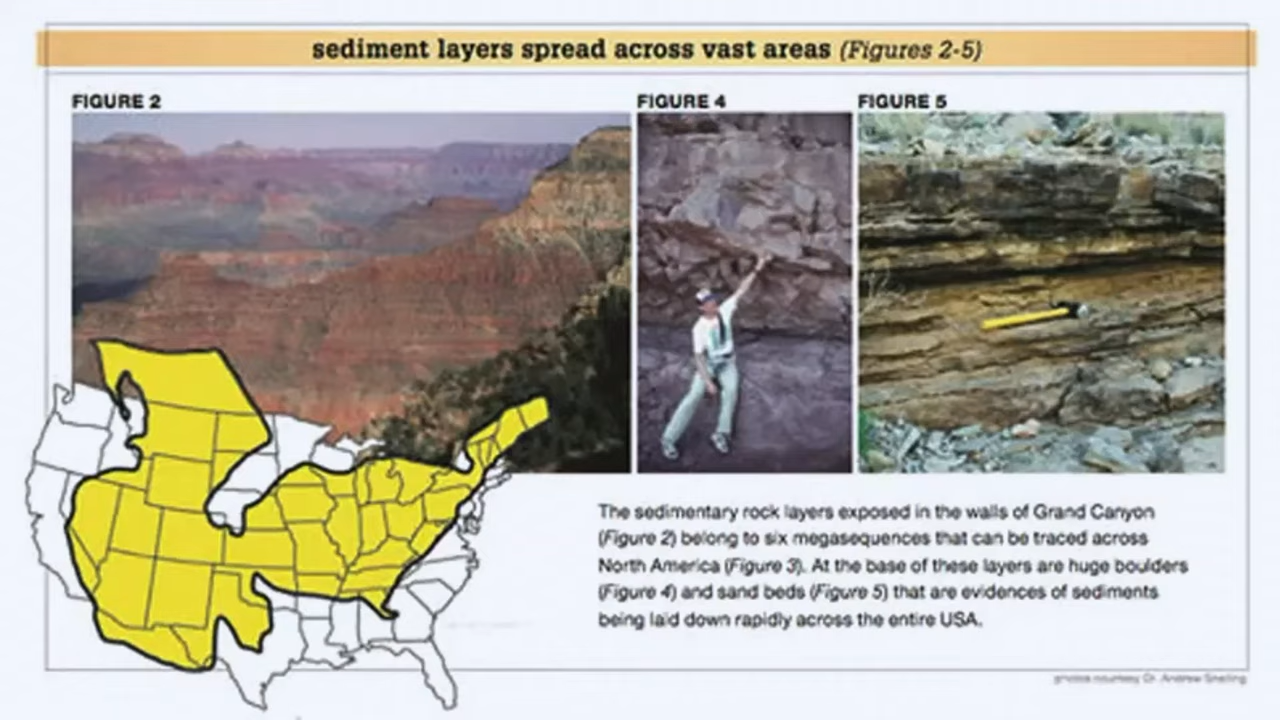 sediment layers spread across vast areas (Figures 2-5)
FIGURE 2
FIGURE 4
FIGURE 5
The sedimentary rock layers exposed in the walls of Grand Canyon
(Figure 2) belong to six megasequences that can be traced across
North America (Figure 3). At the base of these layers are huge boulders
(Figure 4) and sand beds (Figure 5) that are evidences of sediments
being laid down rapidly across the entire USA.
photos courtesy Dr. Andrew Snelling